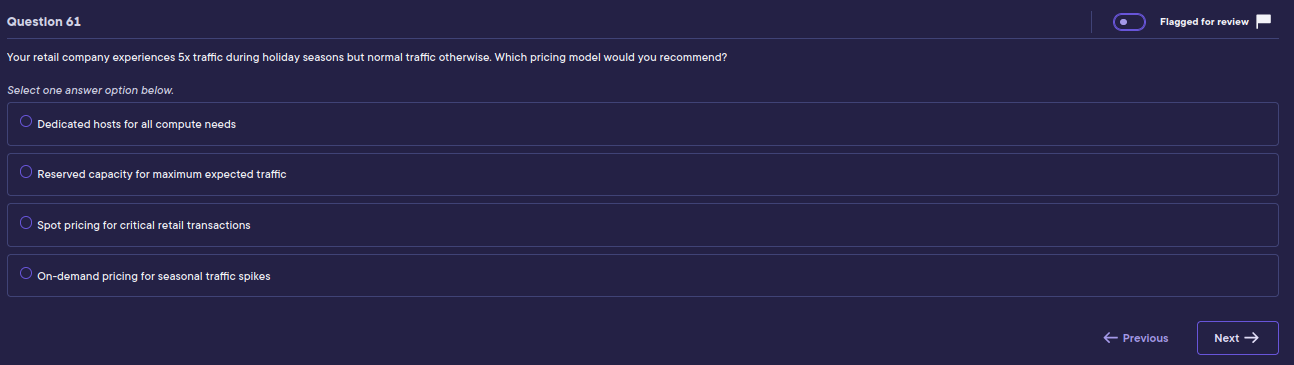 Question 61
Flagged for review
Your retail company experiences 5x traffic during holiday seasons but normal traffic otherwise. Which pricing model would you recommend?
Select one answer option below.
Dedicated hosts for all compute needs
Reserved capacity for maximum expected traffic
Spot pricing for critical retail transactions
On-demand pricing for seasonal traffic spikes
Previous
Next